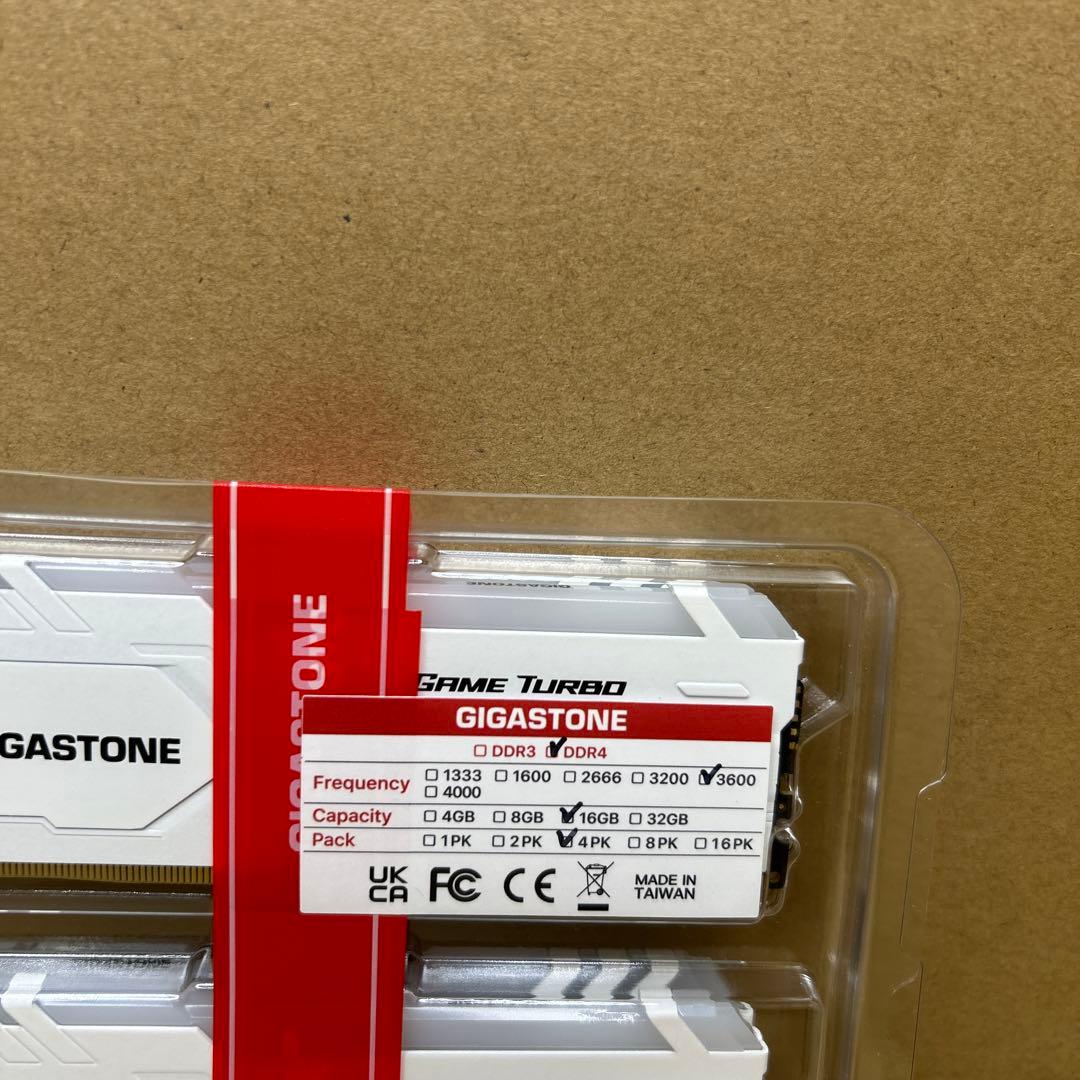 GIGASTONE
GIGASTONE
GAME TURBO
GASTONE
GIGASTONE
☐ DDR3 ☑ DDR4
Frequency ☐ 1333 ☐ 1600 ☐ 2666 ☐ 3200 ☑ 3600
☐ 4000
Capacity ☐ 4GB ☐ 8GB ☑ 16GB ☐ 32GB
Pack ☐ 1PK ☐ 2PK ☑ 4PK ☐ 8PK ☐ 16PK
UK
CA
FC
CE
MADE IN
TAIWAN